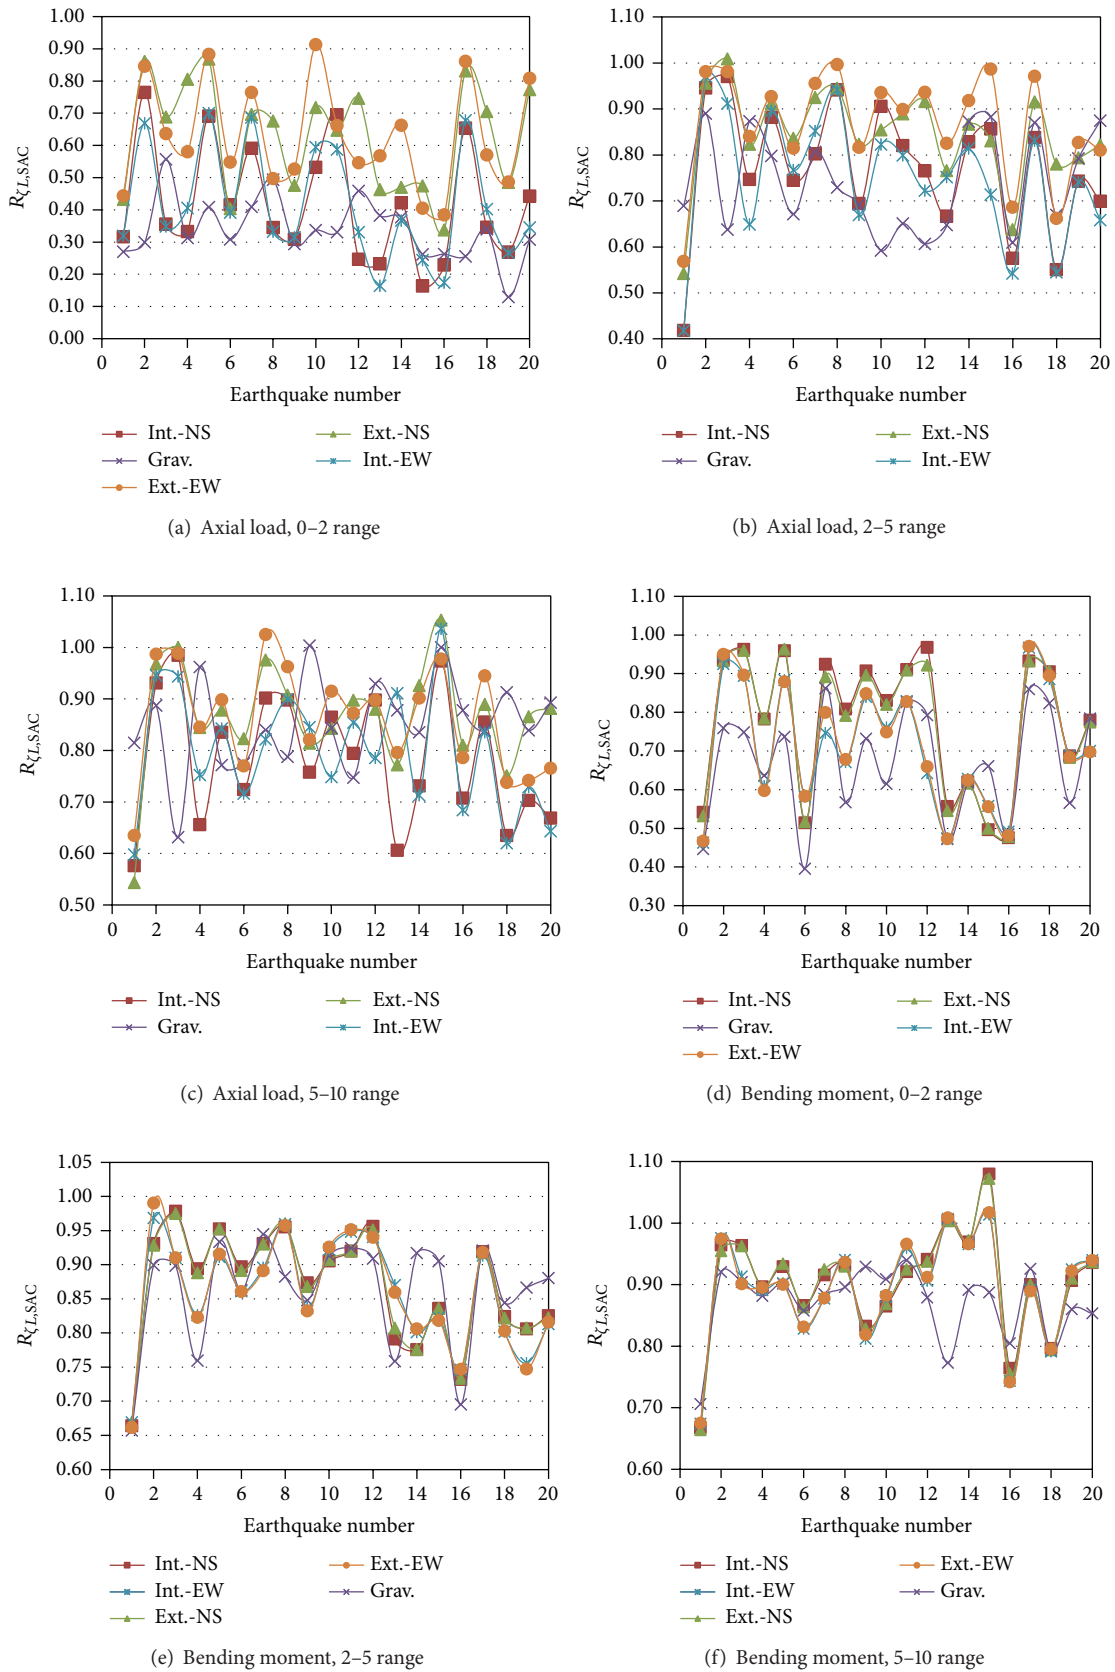 1.00
0.90
0.80
0.70
0.60
0.50
0.40
0.30
0.20
0.10
0.00
RζL,SAC
0 2 4 6 8 10 12 14 16 18 20
Earthquake number
Int.-NS
Ext.-NS
Grav.
Int.-EW
Ext.-EW
(a) Axial load, 0–2 range
1.10
1.00
0.90
0.80
0.70
0.60
0.50
0.40
RζL,SAC
0 2 4 6 8 10 12 14 16 18 20
Earthquake number
Int.-NS
Ext.-NS
Grav.
Int.-EW
(b) Axial load, 2–5 range
1.10
1.00
0.90
0.80
0.70
0.60
0.50
RζL,SAC
0 2 4 6 8 10 12 14 16 18 20
Earthquake number
Int.-NS
Ext.-NS
Grav.
Int.-EW
(c) Axial load, 5–10 range
1.10
1.00
0.90
0.80
0.70
0.60
0.50
0.40
0.30
RζL,SAC
0 2 4 6 8 10 12 14 16 18 20
Earthquake number
Int.-NS
Ext.-NS
Grav.
Int.-EW
Ext.-EW
(d) Bending moment, 0–2 range
1.05
1.00
0.95
0.90
0.85
0.80
0.75
0.70
0.65
0.60
RζL,SAC
0 2 4 6 8 10 12 14 16 18 20
Earthquake number
Int.-NS
Ext.-EW
Int.-EW
Grav.
Ext.-NS
(e) Bending moment, 2–5 range
1.10
1.00
0.90
0.80
0.70
0.60
RζL,SAC
0 2 4 6 8 10 12 14 16 18 20
Earthquake number
Int.-NS
Ext.-EW
Int.-EW
Grav.
Ext.-NS
(f) Bending moment, 5–10 range